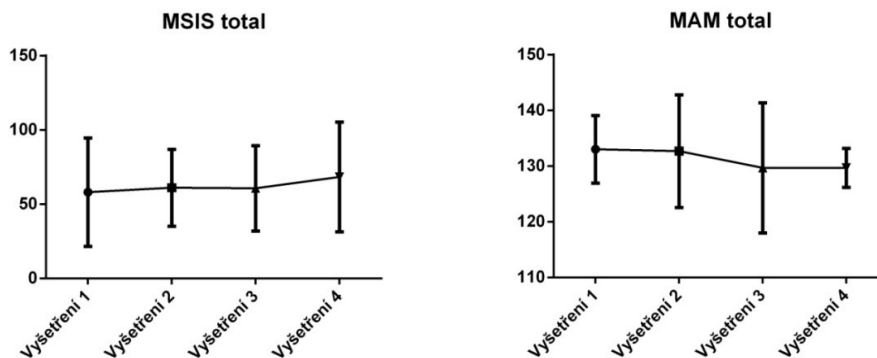 MSIS total
150
100
50
0
Vyšetření 1
Vyšetření 2
Vyšetření 3
Vyšetření 4
MAM total
150
140
130
120
110
Vyšetření 1
Vyšetření 2
Vyšetření 3
Vyšetření 4